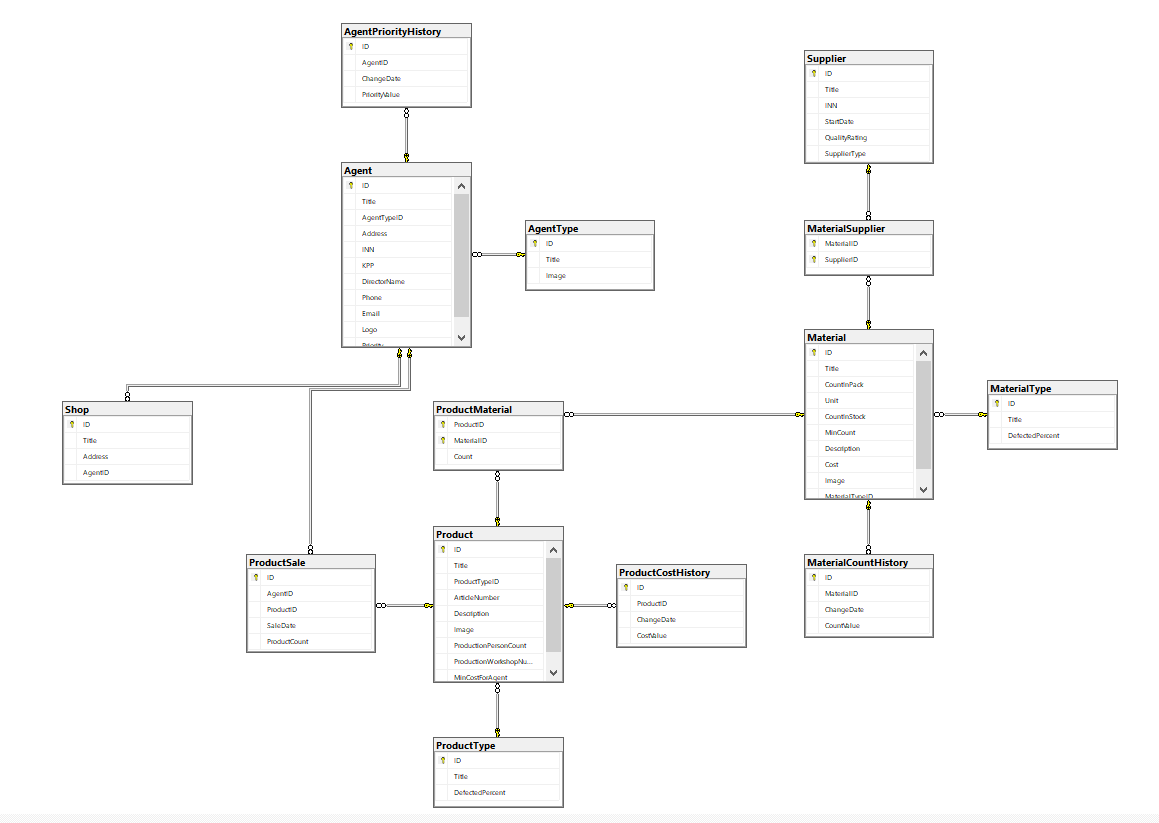 AgentPriorityHistory
ID
AgentID
ChangeDate
PriorityValue
Supplier
ID
Title
INN
StartDate
QualityRating
SupplierType
Agent
ID
Title
AgentTypeID
Address
INN
KPP
DirectorName
Phone
Email
Logo
Priority
AgentType
ID
Title
Image
MaterialSupplier
MaterialID
SupplierID
Material
ID
Title
CountInPack
Unit
CountInStock
MinCount
Description
Cost
Image
MaterialTypeID
MaterialType
ID
Title
DefectedPercent
Shop
ID
Title
Address
AgentID
ProductMaterial
ProductID
MaterialID
Count
Product
ID
Title
ProductTypeID
ArticleNumber
Description
Image
ProductionPersonCount
ProductionWorkshopNu...
MinCostForAgent
ProductSale
ID
AgentID
ProductID
SaleDate
ProductCount
ProductCostHistory
ID
ProductID
ChangeDate
CostValue
MaterialCountHistory
ID
MaterialID
ChangeDate
CountValue
ProductType
ID
Title
DefectedPercent